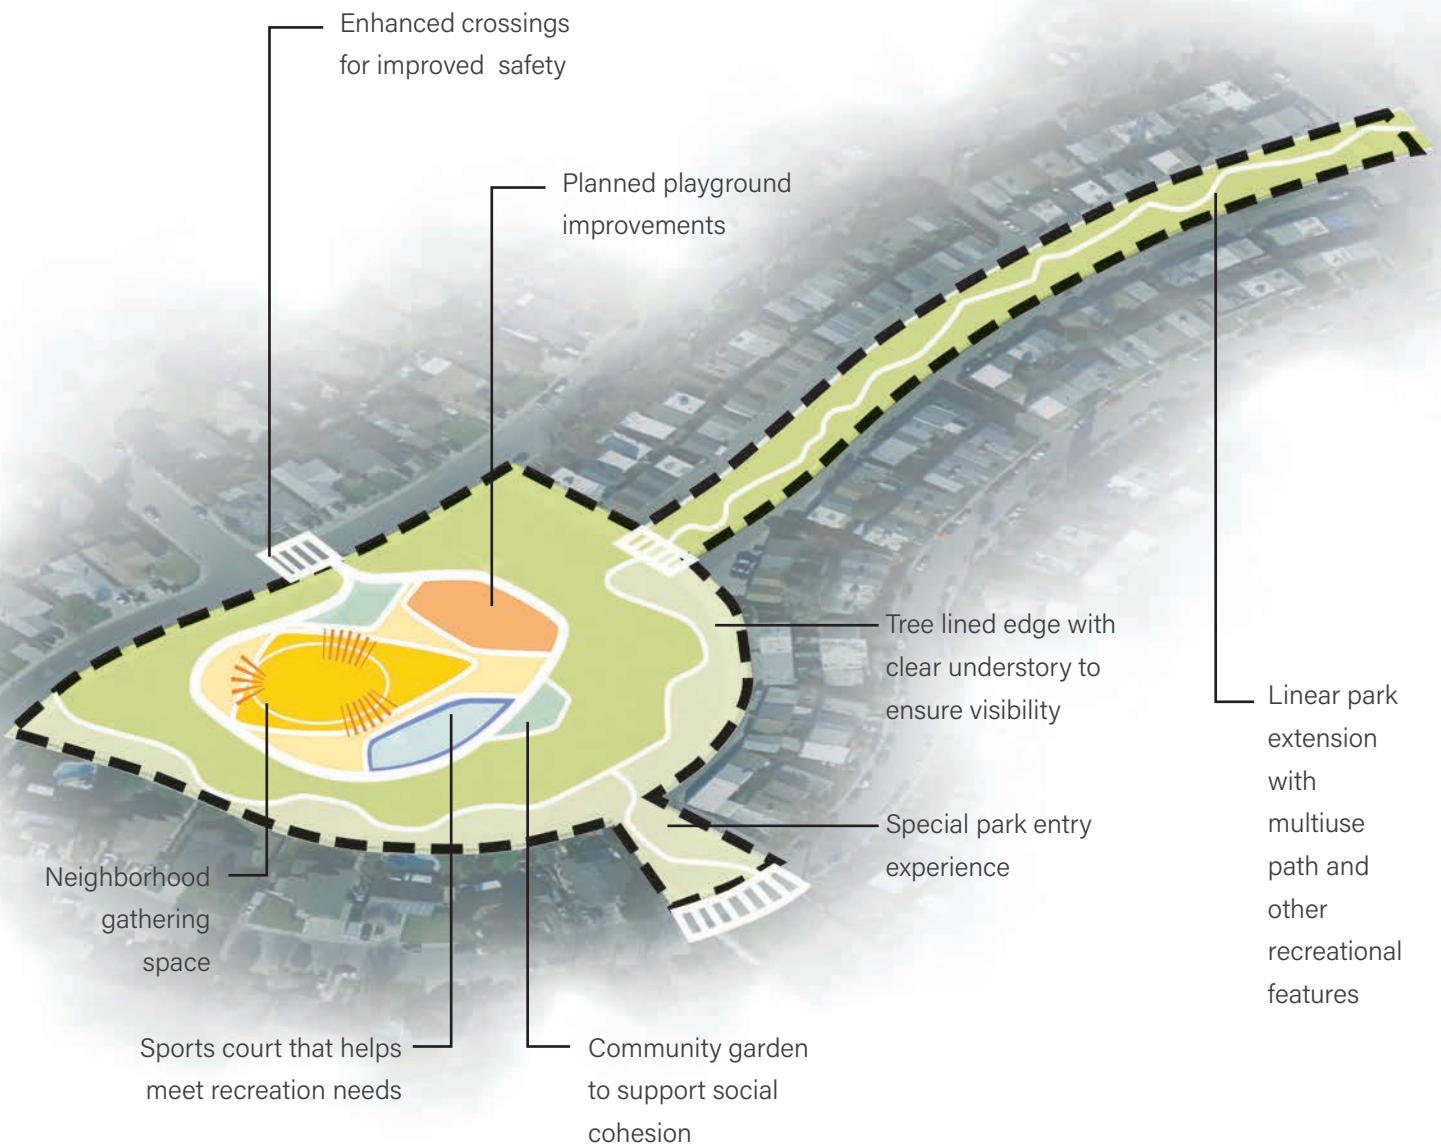 Enhanced crossings
for improved safety
Planned playground
improvements
Tree lined edge with
clear understory to
ensure visibility
Linear park
extension
with
multiuse
path and
other
recreational
features
Special park entry
experience
Neighborhood
gathering
space
Sports court that helps
meet recreation needs
Community garden
to support social
cohesion